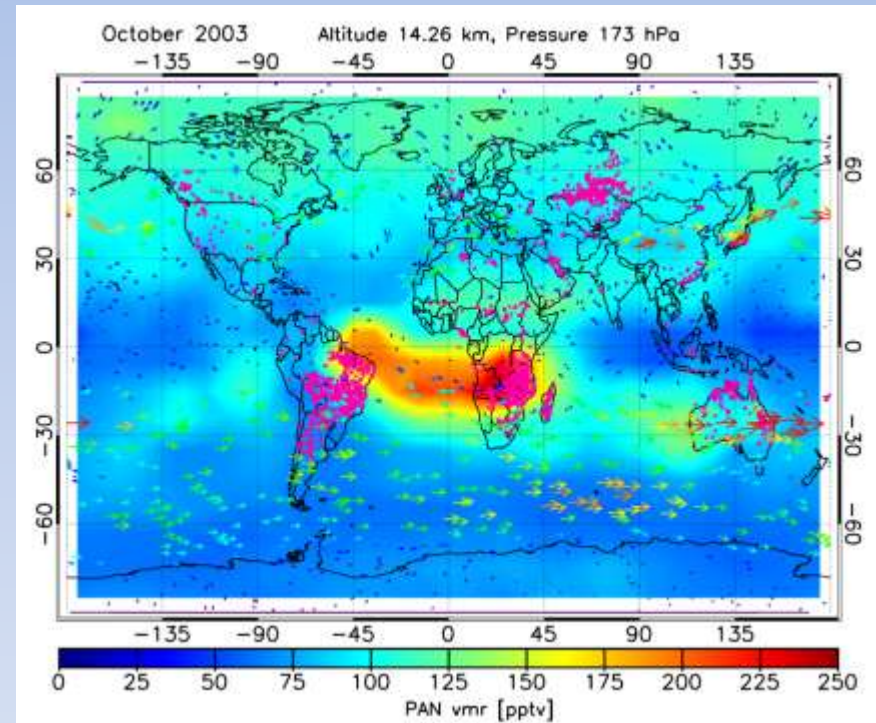 October 2003 Altitude 14.26 km, Pressure 173 hPa
−135 −90 −45 0 45 90 135
60 60
30 30
0 0
−30 −30
−60 −60
−135 −90 −45 0 45 90 135
0 25 50 75 100 125 150 175 200 225 250
PAN vmr [pptv]